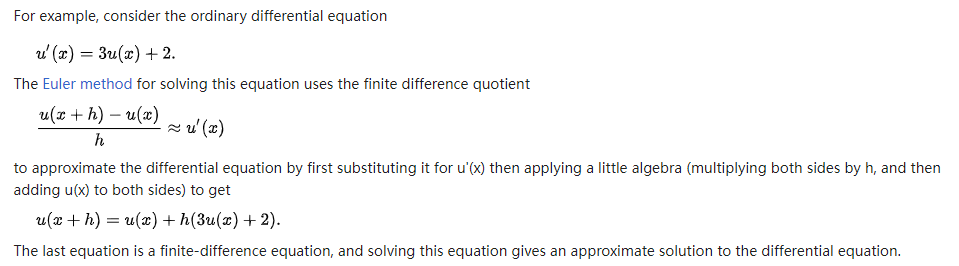 For example, consider the ordinary differential equation
u′(x) = 3u(x) + 2.
The Euler method for solving this equation uses the finite difference quotient
\frac{u(x + h) − u(x)}{h} ≈ u′(x)
to approximate the differential equation by first substituting it for u'(x) then applying a little algebra (multiplying both sides by h, and then
adding u(x) to both sides) to get
u(x + h) = u(x) + h(3u(x) + 2).
The last equation is a finite-difference equation, and solving this equation gives an approximate solution to the differential equation.